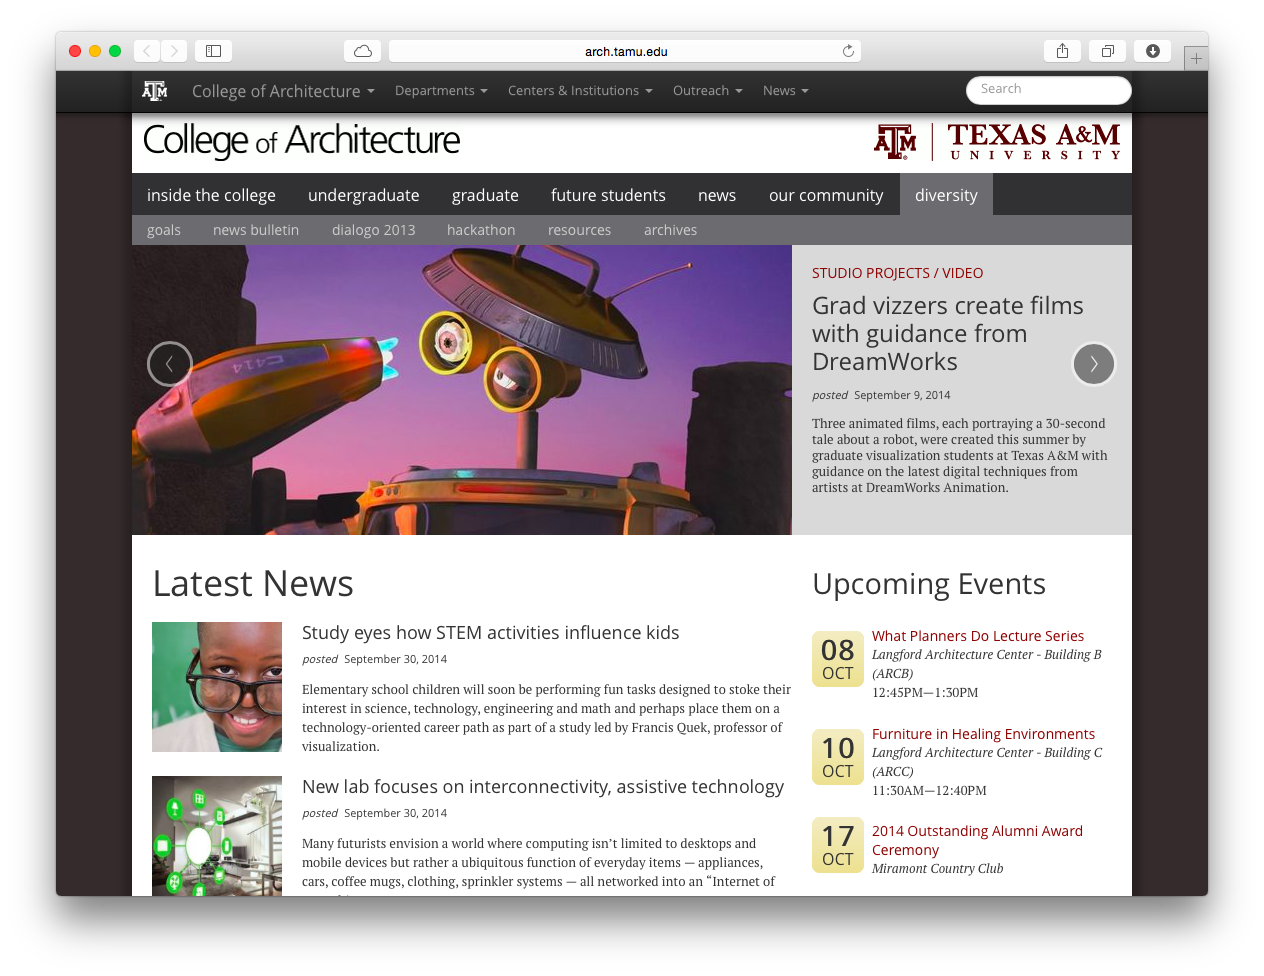 arch.tamu.edu
College of Architecture Departments Centers & Institutions Outreach News Search
College of Architecture
TEXAS A&M
UNIVERSITY
inside the college undergraduate graduate future students news our community diversity
goals news bulletin dialogo 2013 hackathon resources archives
C414
STUDIO PROJECTS / VIDEO
Grad vizzers create films
with guidance from
DreamWorks
posted September 9, 2014
Three animated films, each portraying a 30-second
tale about a robot, were created this summer by
graduate visualization students at Texas A&M with
guidance on the latest digital techniques from
artists at DreamWorks Animation.
Latest News
Study eyes how STEM activities influence kids
posted September 30, 2014
Elementary school children will soon be performing fun tasks designed to stoke their
interest in science, technology, engineering and math and perhaps place them on a
technology-oriented career path as part of a study led by Francis Quek, professor of
visualization.
New lab focuses on interconnectivity, assistive technology
posted September 30, 2014
Many futurists envision a world where computing isn't limited to desktops and
mobile devices but rather a ubiquitous function of everyday items — appliances,
cars, coffee mugs, clothing, sprinkler systems — all networked into an “Internet of
Upcoming Events
08
OCT
What Planners Do Lecture Series
Langford Architecture Center - Building B
(ARCB)
12:45PM—1:30PM
10
OCT
Furniture in Healing Environments
Langford Architecture Center - Building C
(ARCC)
11:30AM—12:40PM
17
OCT
2014 Outstanding Alumni Award
Ceremony
Miramont Country Club